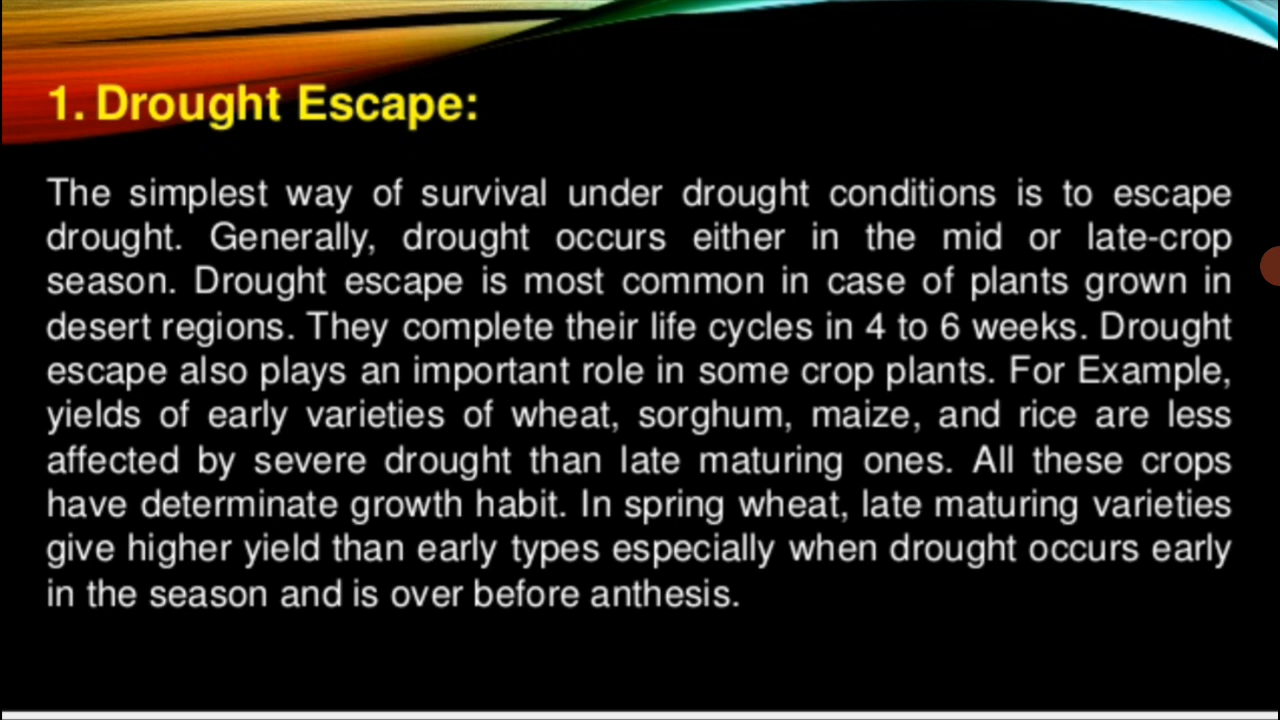 1. Drought Escape:
The simplest way of survival under drought conditions is to escape
drought. Generally, drought occurs either in the mid or late-crop
season. Drought escape is most common in case of plants grown in
desert regions. They complete their life cycles in 4 to 6 weeks. Drought
escape also plays an important role in some crop plants. For Example,
yields of early varieties of wheat, sorghum, maize, and rice are less
affected by severe drought than late maturing ones. All these crops
have determinate growth habit. In spring wheat, late maturing varieties
give higher yield than early types especially when drought occurs early
in the season and is over before anthesis.